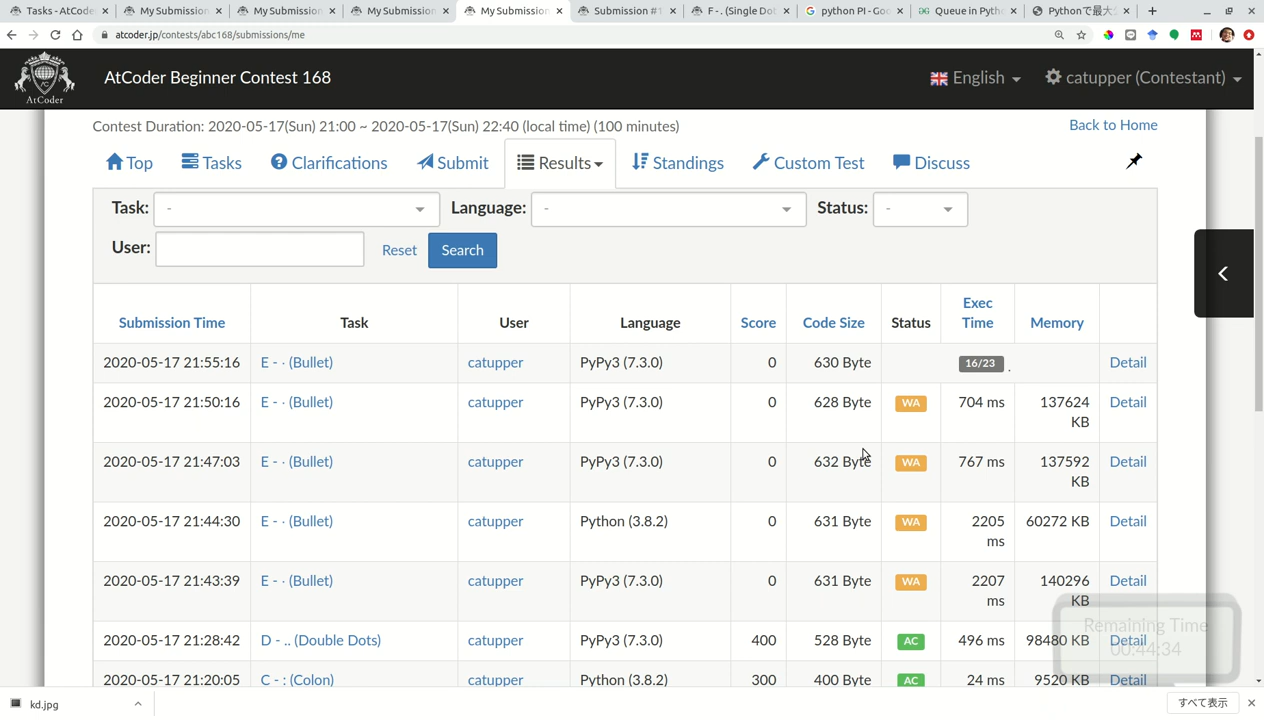 Tasks - AtCoder
My Submission
My Submission
My Submission
My Submission
Submission #1
F - . (Single Dot
python PI - Goo
Queue in Pytho
Pythonで最大
atcoder.jp/contests/abc168/submissions/me
AtCoder
AtCoder Beginner Contest 168
English
catupper (Contestant)
Contest Duration: 2020-05-17(Sun) 21:00 ~ 2020-05-17(Sun) 22:40 (local time) (100 minutes)
Back to Home
Top
Tasks
Clarifications
Submit
Results
Standings
Custom Test
Discuss
Task: -
Language: -
Status: -
User:
Reset
Search
Submission Time Task User Language Score Code Size Status Exec Time Memory
2020-05-17 21:55:16 E - ∙ (Bullet) catupper PyPy3 (7.3.0) 0 630 Byte 16/23 . Detail
2020-05-17 21:50:16 E - ∙ (Bullet) catupper PyPy3 (7.3.0) 0 628 Byte WA 704 ms 137624 KB Detail
2020-05-17 21:47:03 E - ∙ (Bullet) catupper PyPy3 (7.3.0) 0 632 Byte WA 767 ms 137592 KB Detail
2020-05-17 21:44:30 E - ∙ (Bullet) catupper Python (3.8.2) 0 631 Byte WA 2205 ms 60272 KB Detail
2020-05-17 21:43:39 E - ∙ (Bullet) catupper PyPy3 (7.3.0) 0 631 Byte WA 2207 ms 140296 KB Detail
2020-05-17 21:28:42 D - .. (Double Dots) catupper PyPy3 (7.3.0) 400 528 Byte AC 496 ms 98480 KB Detail
2020-05-17 21:20:05 C - : (Colon) catupper Python (3.8.2) 300 400 Byte AC 24 ms 9520 KB Detail
Remaining Time
00:44:34
kd.jpg
すべて表示